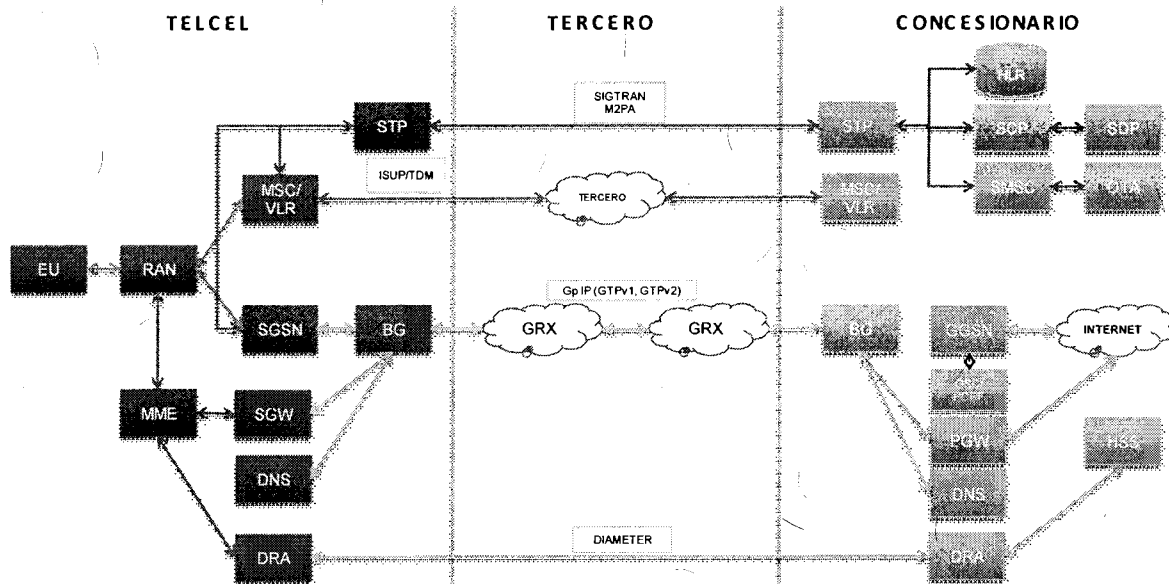 TELCEL
TERCERO
CONCESIONARIO
HLR
SIGTRAN
M2PA
STP
STP
SCP
SDP
ISUP/TDM
MSC/
VLR
TERCERO
MSC/
VLR
SMSC
OTA
EU
RAN
Gp IP (GTPv1, GTPv2)
SGSN
BG
GRX
GRX
BG
GGSN
INTERNET
MME
SGW
PGW
HSS
DNS
DNS
DRA
DIAMETER
DRA